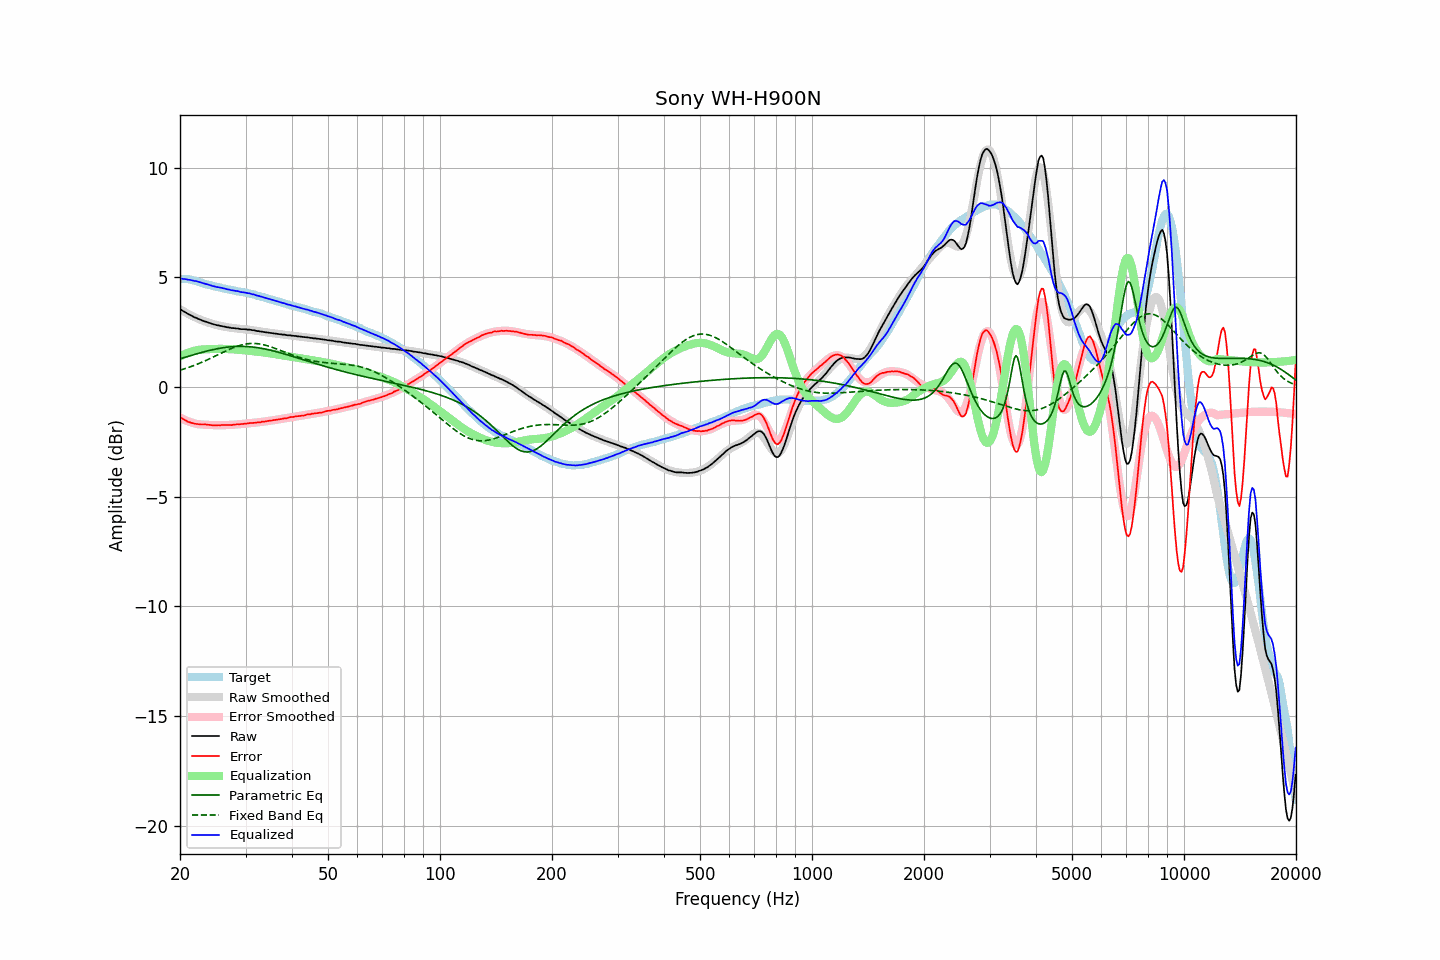 Sony WH-H900N
Amplitude (dBr)
10
5
0
−5
−10
−15
−20
Target
Raw Smoothed
Error Smoothed
Raw
Error
Equalization
Parametric Eq
Fixed Band Eq
Equalized
20 50 100 200 500 1000 2000 5000 10000 20000
Frequency (Hz)